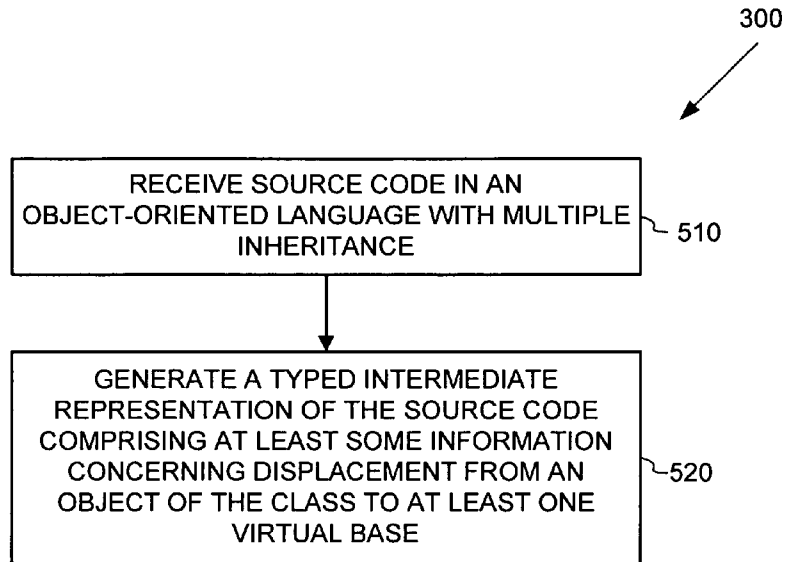 300
RECEIVE SOURCE CODE IN AN
OBJECT-ORIENTED LANGUAGE WITH MULTIPLE
INHERITANCE
510
GENERATE A TYPED INTERMEDIATE
REPRESENTATION OF THE SOURCE CODE
COMPRISING AT LEAST SOME INFORMATION
CONCERNING DISPLACEMENT FROM AN
OBJECT OF THE CLASS TO AT LEAST ONE
VIRTUAL BASE
520